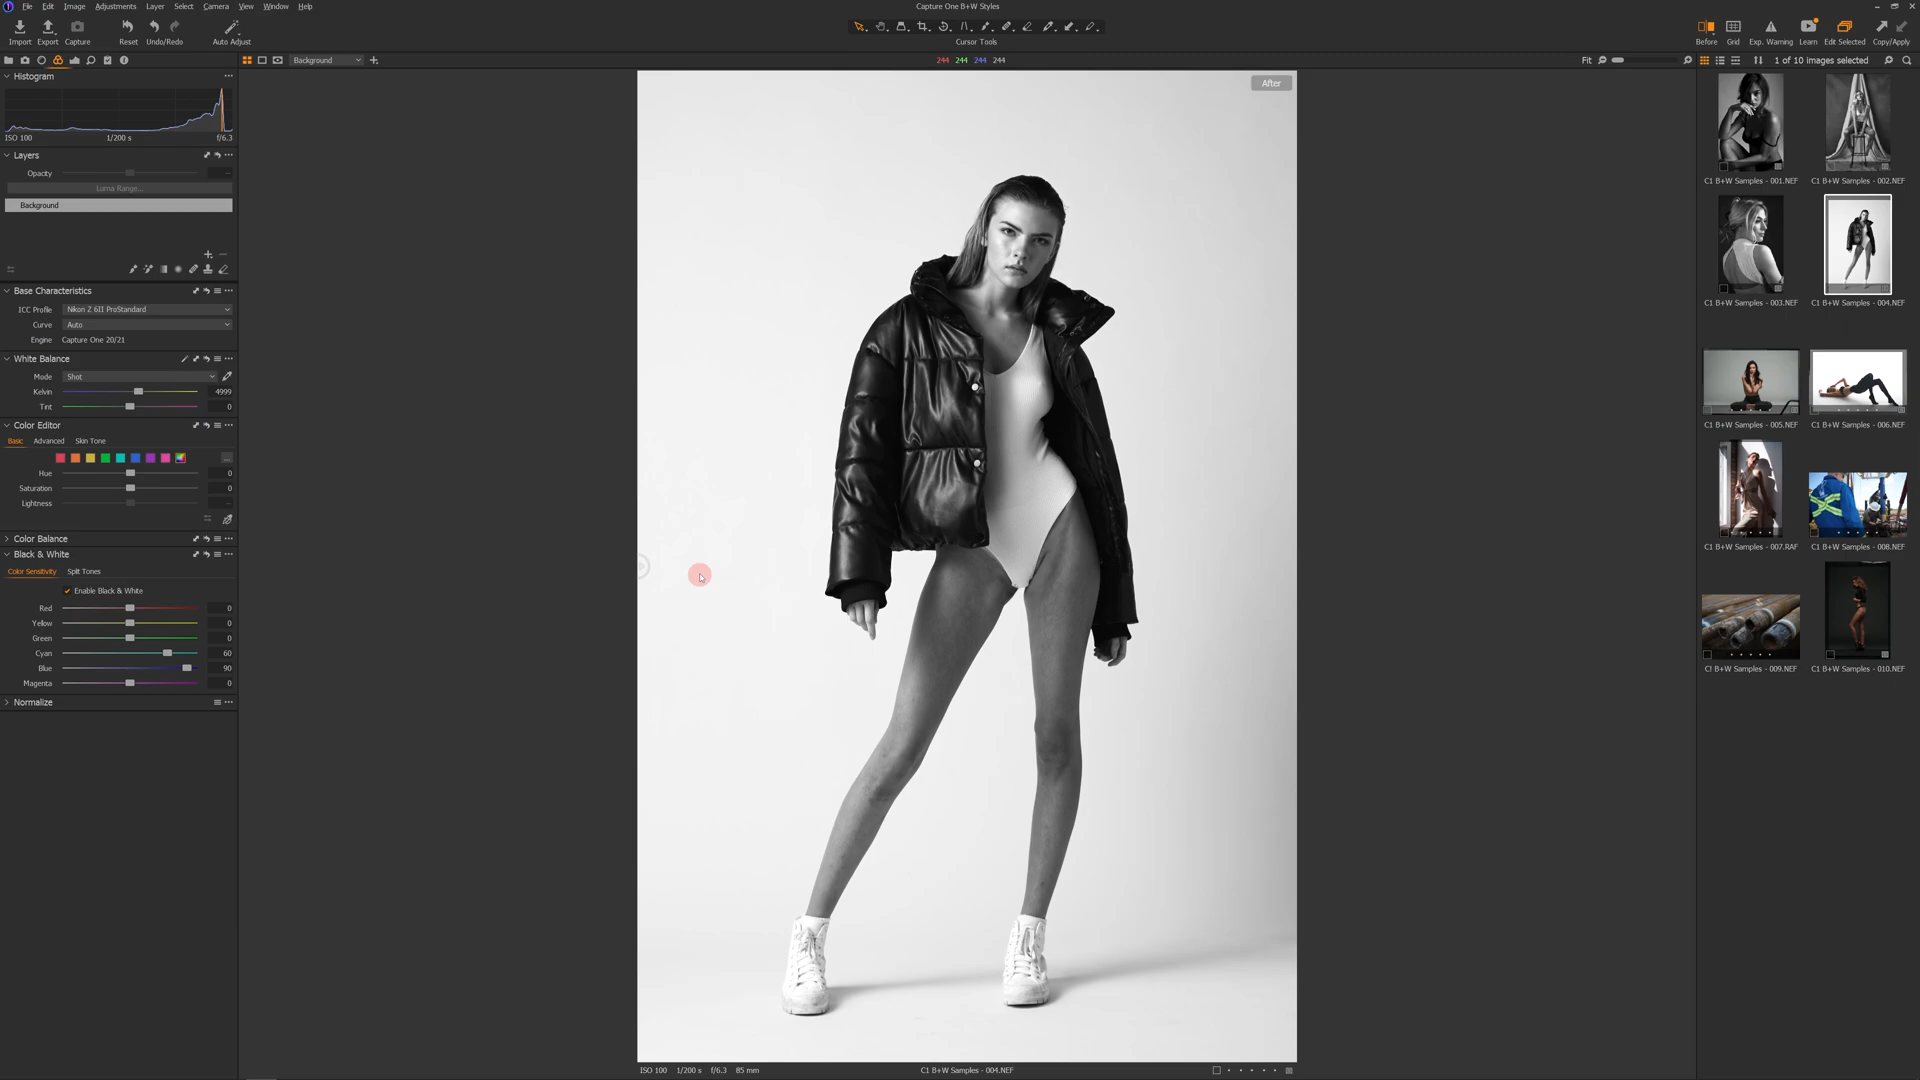 File Edit Image Adjustments Layer Select Camera View Window Help
Capture One B+W Styles
Import Export Capture Reset Undo/Redo Auto Adjust
Cursor Tools
Before Grid Exp. Warning Learn Edit Selected Copy/Apply
Background
244 244 244 244
Fit
1 of 10 images selected
Histogram
ISO 100 1/200 s f/6.3
Layers
Opacity
Luma Range...
Background
Base Characteristics
ICC Profile Nikon Z 6II ProStandard
Curve Auto
Engine Capture One 20/21
White Balance
Mode Shot
Kelvin 4999
Tint 0
Color Editor
Basic Advanced Skin Tone
Hue 0
Saturation 0
Lightness
Color Balance
Black & White
Color Sensitivity Split Tones
Enable Black & White
Red 0
Yellow 0
Green 0
Cyan 60
Blue 90
Magenta 0
Normalize
After
ISO 100 1/200 s f/6.3 85 mm
C1 B+W Samples - 004.NEF
C1 B+W Samples - 001.NEF C1 B+W Samples - 002.NEF
C1 B+W Samples - 003.NEF C1 B+W Samples - 004.NEF
C1 B+W Samples - 005.NEF C1 B+W Samples - 006.NEF
C1 B+W Samples - 007.RAF C1 B+W Samples - 008.NEF
C1 B+W Samples - 009.NEF C1 B+W Samples - 010.NEF